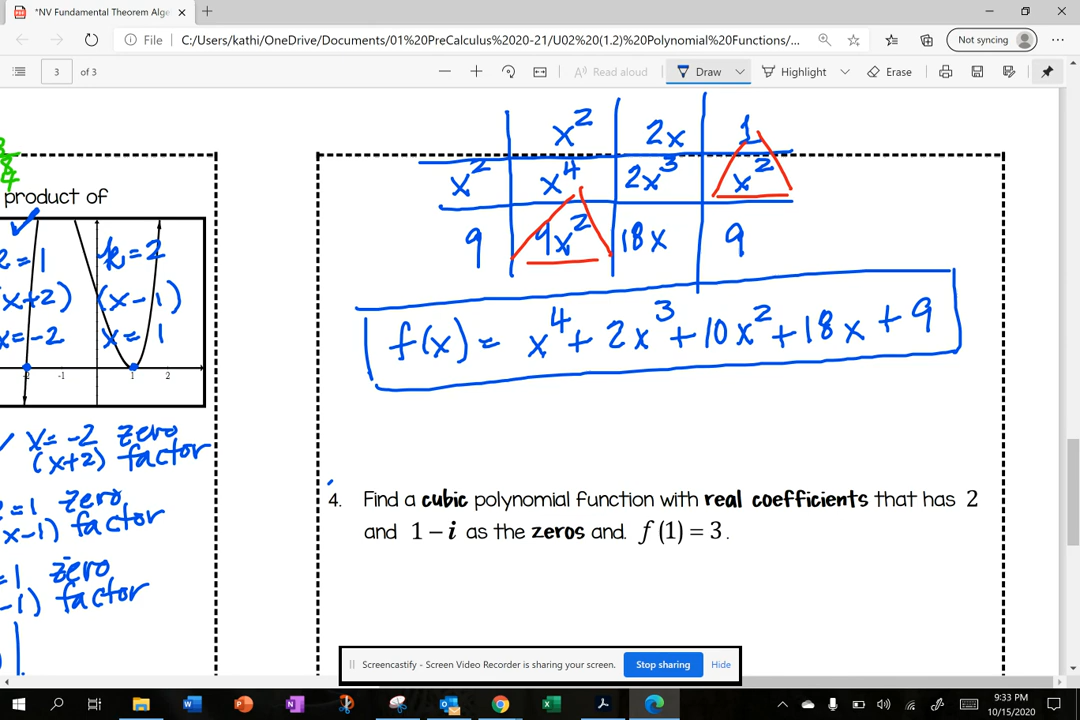 *NV Fundamental Theorem Alge
File C:/Users/kathi/OneDrive/Documents/01%20PreCalculus%2020-21/U02%20(1.2)%20Polynomial%20Functions/... Not syncing
3 of 3 Read aloud Draw Highlight Erase
product of
k=2
(x+2) (x-1)
x=-2 x=1
-2 -1 1 2
x=-2 zero
(x+2) factor
=1 zero
(x-1) factor
=1 zero
-1) factor
x² 2x 1
x² x⁴ 2x³ x²
9 9x² 18x 9
f(x) = x⁴ + 2x³ + 10x² + 18x + 9
4. Find a cubic polynomial function with real coefficients that has 2
and 1 – i as the zeros and. f (1) = 3.
Screencastify - Screen Video Recorder is sharing your screen. Stop sharing Hide
9:33 PM
10/15/2020